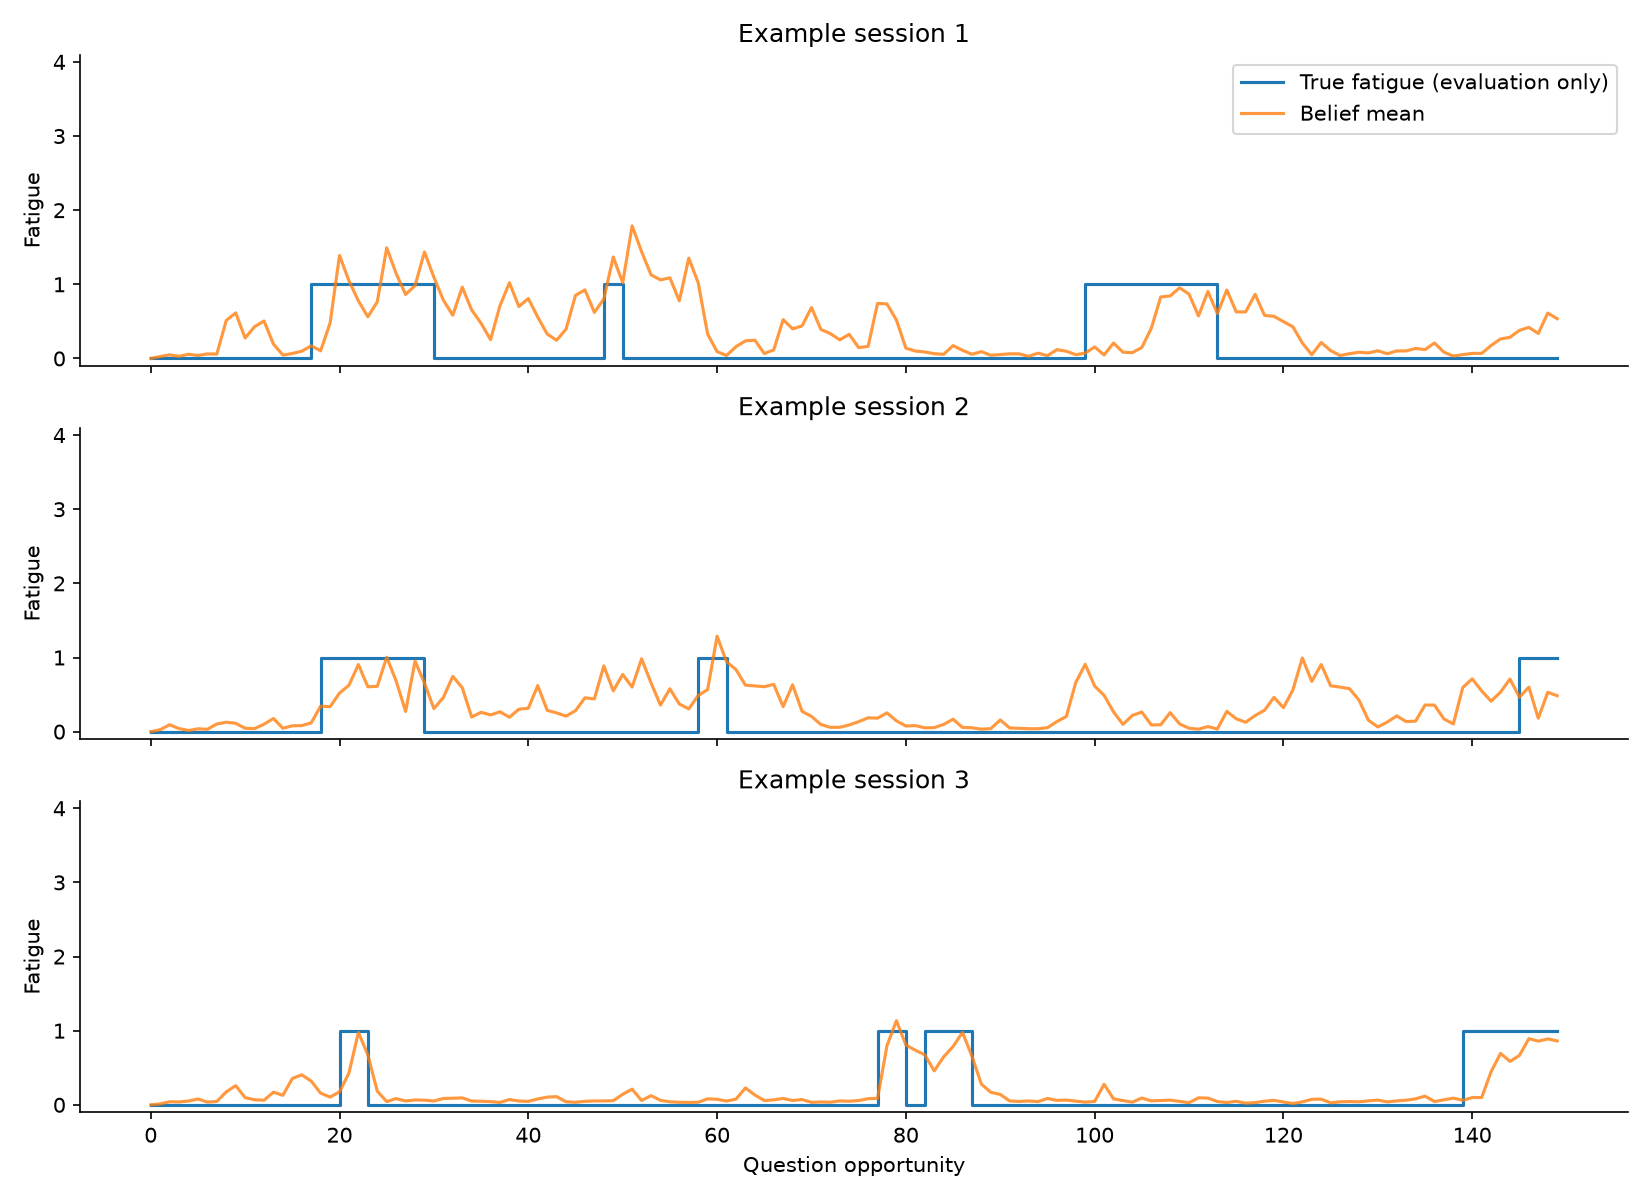 Example session 1
4
3
2
1
0
Fatigue
True fatigue (evaluation only)
Belief mean
Example session 2
4
3
2
1
0
Fatigue
Example session 3
4
3
2
1
0
Fatigue
0 20 40 60 80 100 120 140
Question opportunity